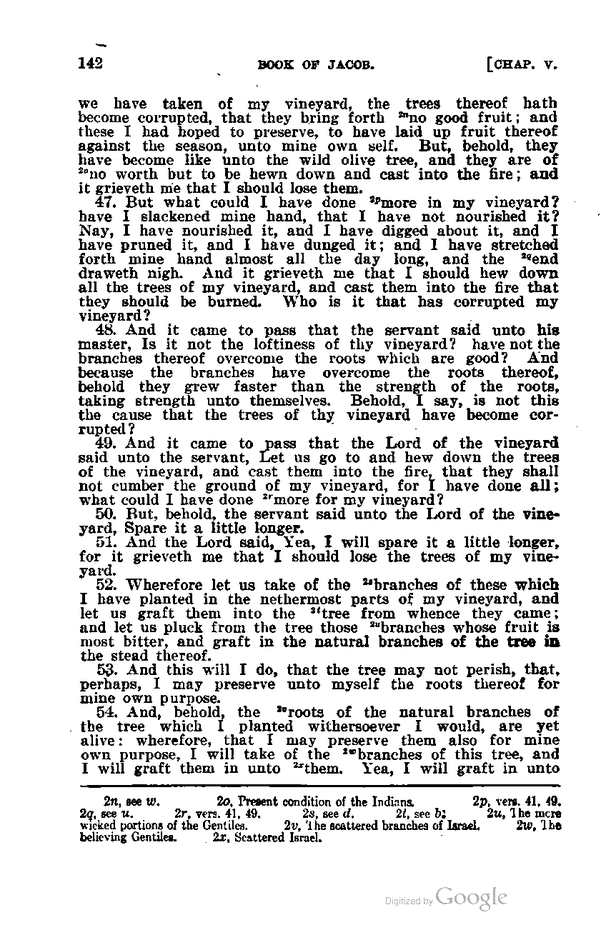 142 BOOK OF JACOB. [CHAP. V.
we have taken of my vineyard, the trees thereof hath
become corrupted, that they bring forth ²ⁿno good fruit; and
these I had hoped to preserve, to have laid up fruit thereof
against the season, unto mine own self. But, behold, they
have become like unto the wild olive tree, and they are of
²ᵒno worth but to be hewn down and cast into the fire; and
it grieveth me that I should lose them.
47. But what could I have done ²ᵖmore in my vineyard?
have I slackened mine hand, that I have not nourished it?
Nay, I have nourished it, and I have digged about it, and I
have pruned it, and I have dunged it; and I have stretched
forth mine hand almost all the day long, and the ²qend
draweth nigh. And it grieveth me that I should hew down
all the trees of my vineyard, and cast them into the fire that
they should be burned. Who is it that has corrupted my
vineyard?
48. And it came to pass that the servant said unto his
master, Is it not the loftiness of thy vineyard? have not the
branches thereof overcome the roots which are good? And
because the branches have overcome the roots thereof,
behold they grew faster than the strength of the roots,
taking strength unto themselves. Behold, I say, is not this
the cause that the trees of thy vineyard have become cor-
rupted?
49. And it came to pass that the Lord of the vineyard
said unto the servant, Let us go to and hew down the trees
of the vineyard, and cast them into the fire, that they shall
not cumber the ground of my vineyard, for I have done all;
what could I have done ²ʳmore for my vineyard?
50. But, behold, the servant said unto the Lord of the vine-
yard, Spare it a little longer.
51. And the Lord said, Yea, I will spare it a little longer,
for it grieveth me that I should lose the trees of my vine-
yard.
52. Wherefore let us take of the ²ˢbranches of these which
I have planted in the nethermost parts of my vineyard, and
let us graft them into the ²ᵗtree from whence they came;
and let us pluck from the tree those ²ᵘbranches whose fruit is
most bitter, and graft in the natural branches of the tree in
the stead thereof.
53. And this will I do, that the tree may not perish, that,
perhaps, I may preserve unto myself the roots thereof for
mine own purpose.
54. And, behold, the ²ᵛroots of the natural branches of
the tree which I planted withersoever I would, are yet
alive: wherefore, that I may preserve them also for mine
own purpose, I will take of the ²ʷbranches of this tree, and
I will graft them in unto ²ˣthem. Yea, I will graft in unto
2n, see w. 2o, Present condition of the Indians. 2p, vers. 41, 49.
2q, see u. 2r, vers. 41, 49. 2s, see d. 2t, see b; 2u, The more
wicked portions of the Gentiles. 2v, The scattered branches of Israel. 2w, The
believing Gentiles. 2x, Scattered Israel.
Digitized by Google